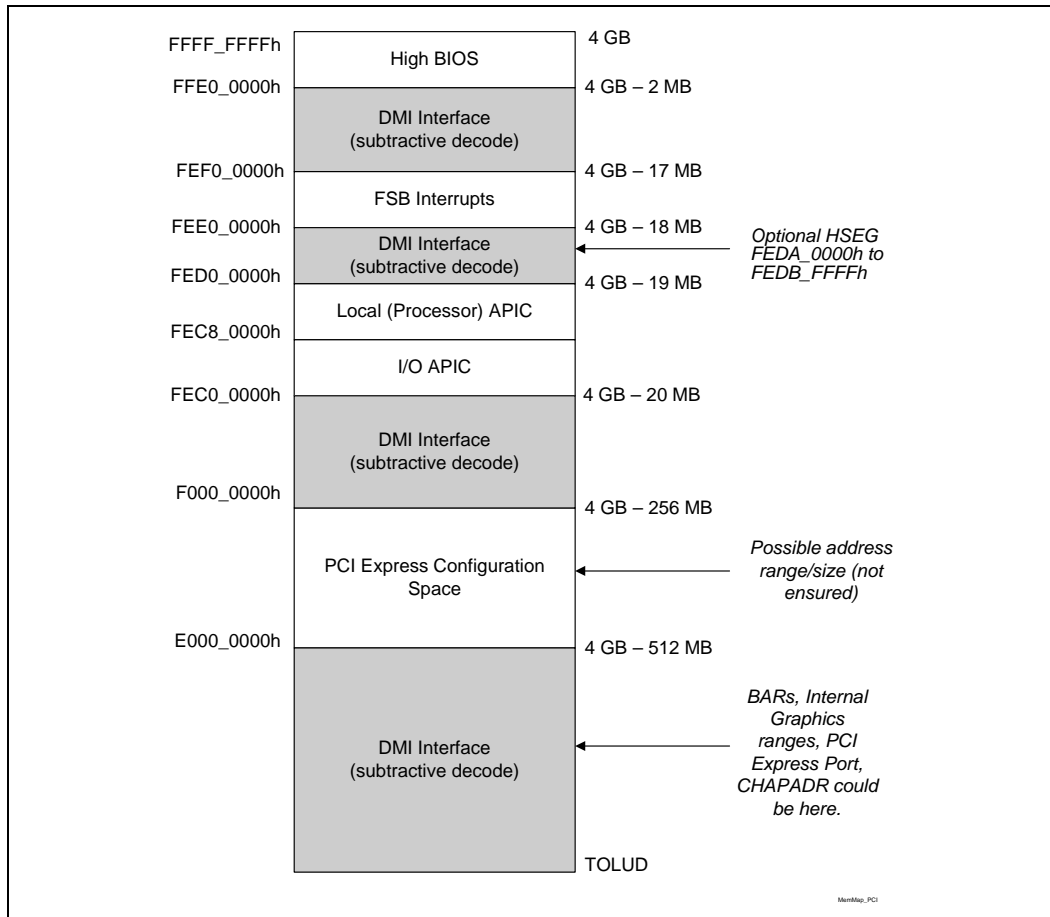 FFFF_FFFFh
4 GB
High BIOS
FFE0_0000h
4 GB – 2 MB
DMI Interface
(subtractive decode)
FEF0_0000h
4 GB – 17 MB
FSB Interrupts
FEE0_0000h
4 GB – 18 MB
DMI Interface
(subtractive decode)
Optional HSEG
FEDA_0000h to
FEDB_FFFFh
FED0_0000h
4 GB – 19 MB
Local (Processor) APIC
FEC8_0000h
I/O APIC
FEC0_0000h
4 GB – 20 MB
DMI Interface
(subtractive decode)
F000_0000h
4 GB – 256 MB
PCI Express Configuration
Space
Possible address
range/size (not
ensured)
E000_0000h
4 GB – 512 MB
DMI Interface
(subtractive decode)
BARs, Internal
Graphics
ranges, PCI
Express Port,
CHAPADR could
be here.
TOLUD
MemMap_PCI